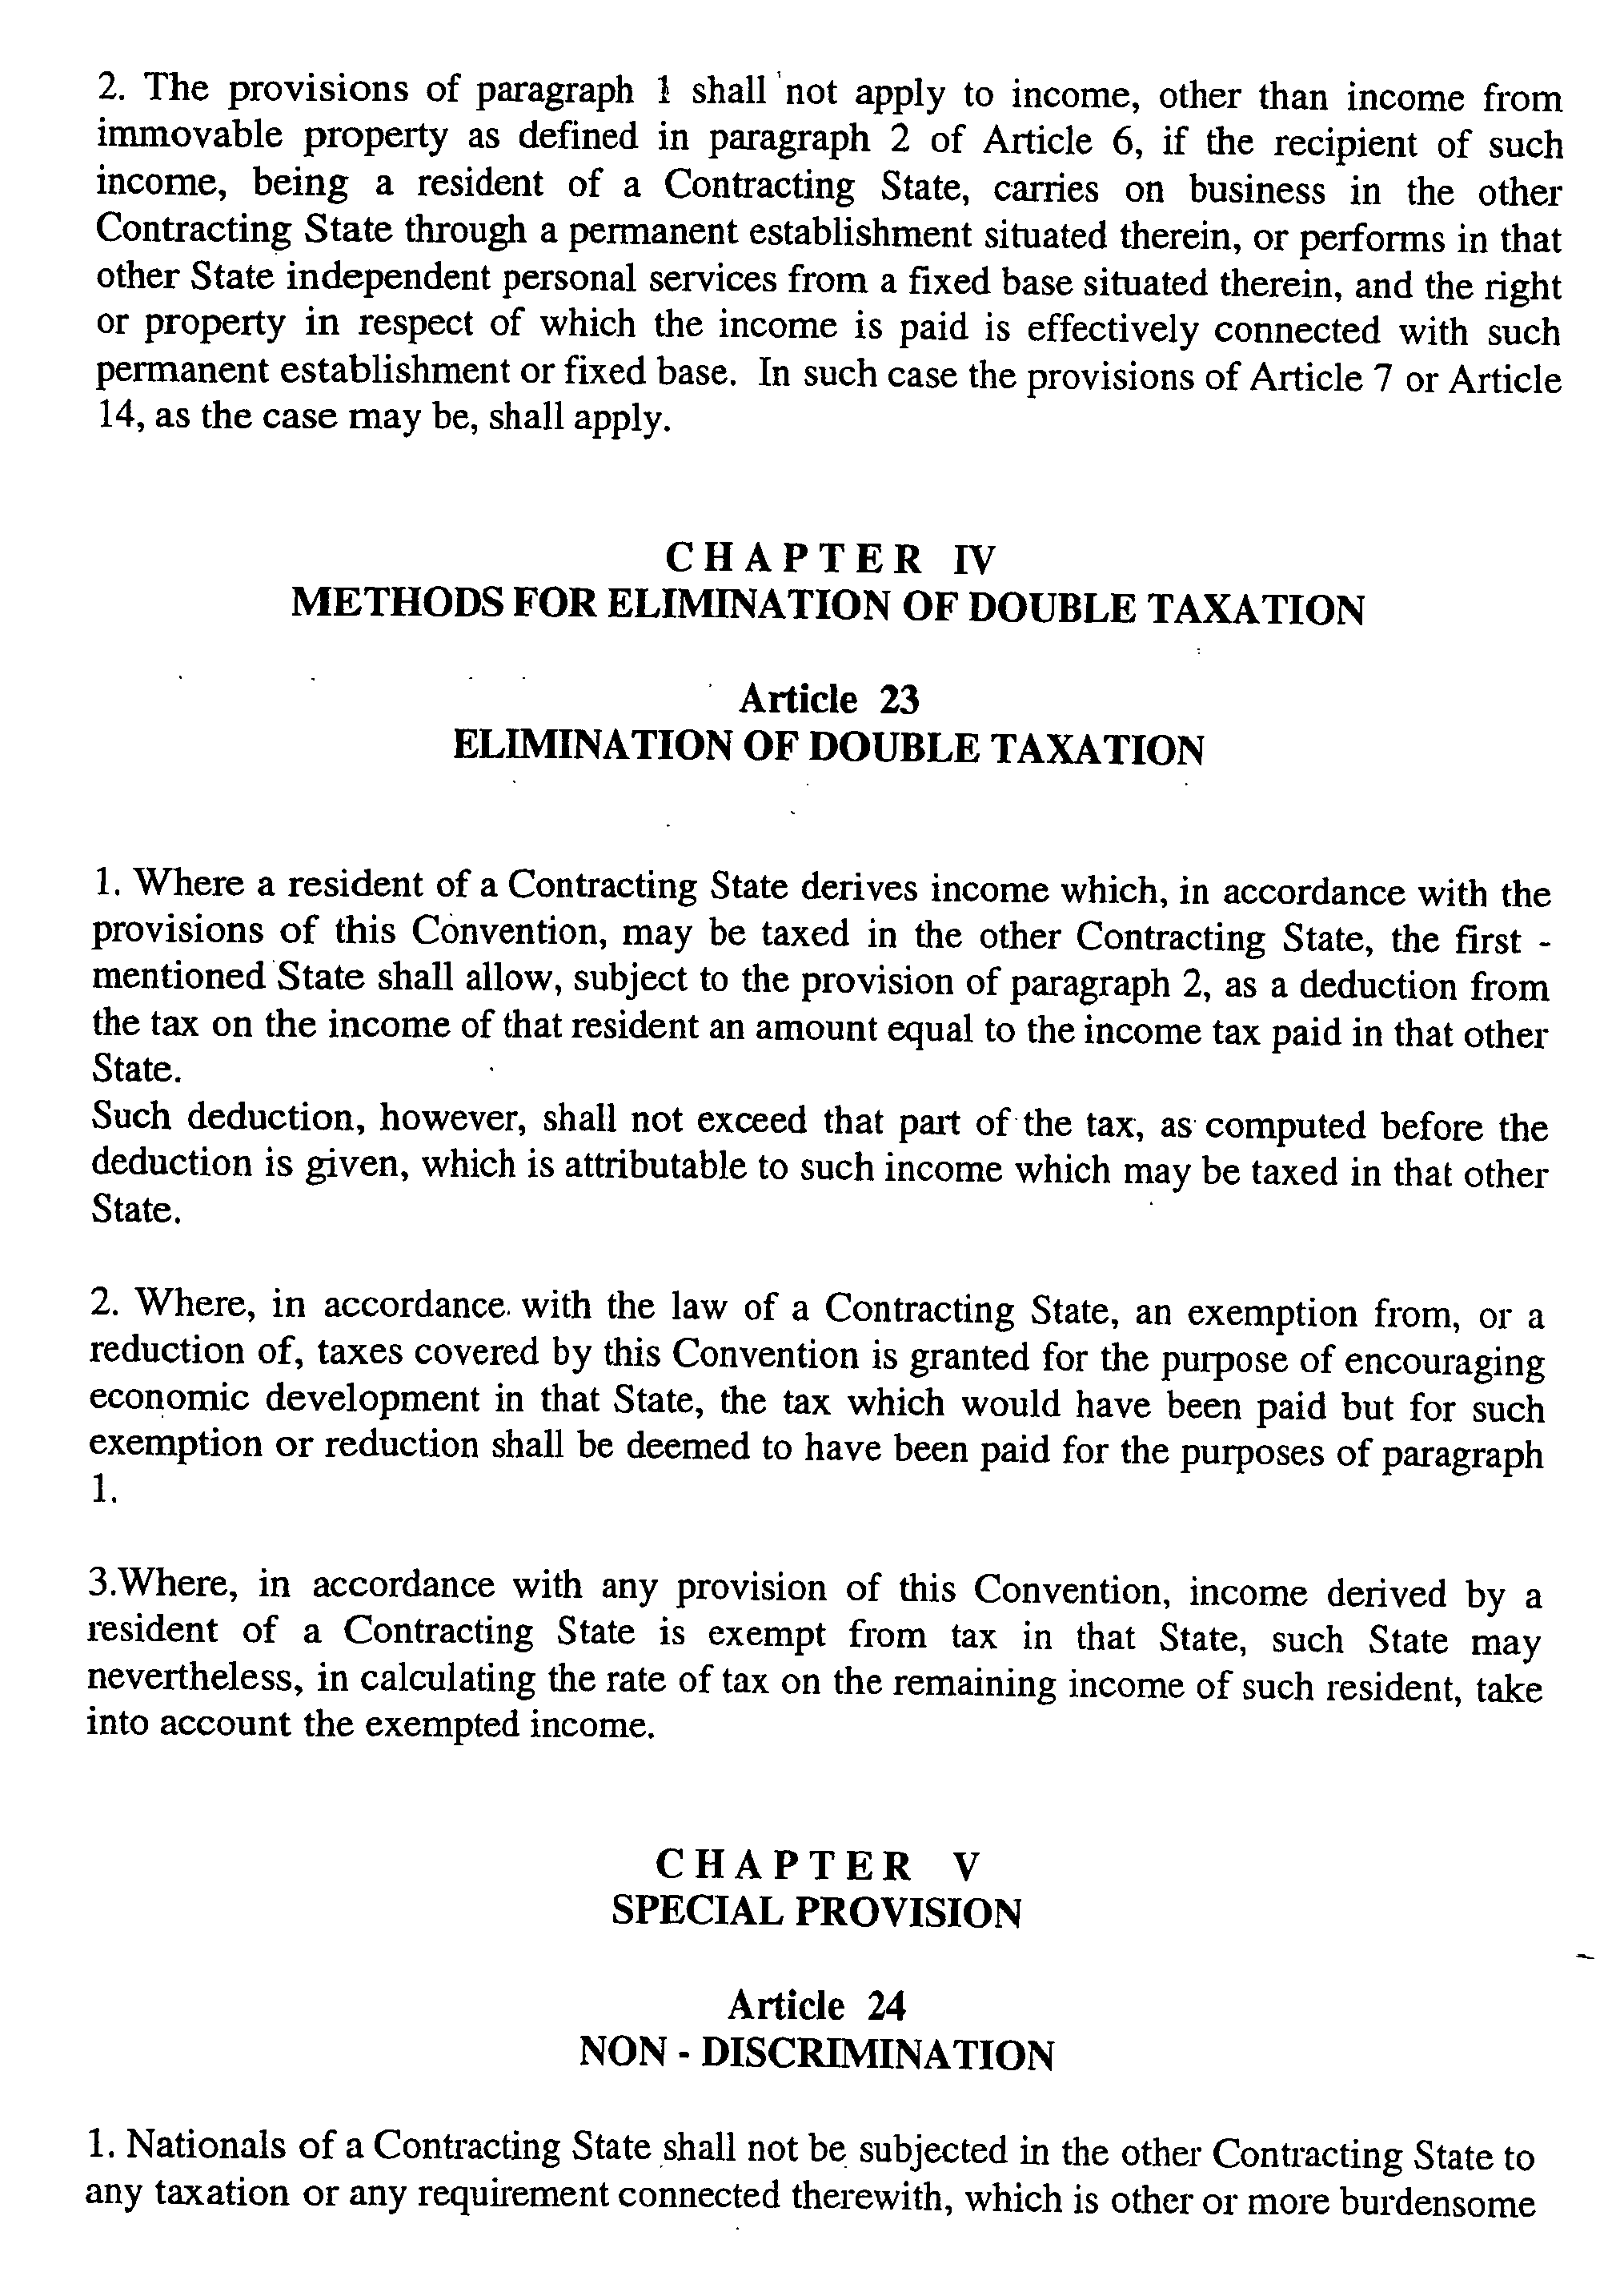 2. The provisions of paragraph 1 shall not apply to income, other than income from
immovable property as defined in paragraph 2 of Article 6, if the recipient of such
income, being a resident of a Contracting State, carries on business in the other
Contracting State through a permanent establishment situated therein, or performs in that
other State independent personal services from a fixed base situated therein, and the right
or property in respect of which the income is paid is effectively connected with such
permanent establishment or fixed base. In such case the provisions of Article 7 or Article
14, as the case may be, shall apply.
CHAPTER IV
METHODS FOR ELIMINATION OF DOUBLE TAXATION
Article 23
ELIMINATION OF DOUBLE TAXATION
1. Where a resident of a Contracting State derives income which, in accordance with the
provisions of this Convention, may be taxed in the other Contracting State, the first -
mentioned State shall allow, subject to the provision of paragraph 2, as a deduction from
the tax on the income of that resident an amount equal to the income tax paid in that other
State.
Such deduction, however, shall not exceed that part of the tax, as computed before the
deduction is given, which is attributable to such income which may be taxed in that other
State.
2. Where, in accordance with the law of a Contracting State, an exemption from, or a
reduction of, taxes covered by this Convention is granted for the purpose of encouraging
economic development in that State, the tax which would have been paid but for such
exemption or reduction shall be deemed to have been paid for the purposes of paragraph
1.
3.Where, in accordance with any provision of this Convention, income derived by a
resident of a Contracting State is exempt from tax in that State, such State may
nevertheless, in calculating the rate of tax on the remaining income of such resident, take
into account the exempted income.
CHAPTER V
SPECIAL PROVISION
Article 24
NON - DISCRIMINATION
1. Nationals of a Contracting State shall not be subjected in the other Contracting State to
any taxation or any requirement connected therewith, which is other or more burdensome